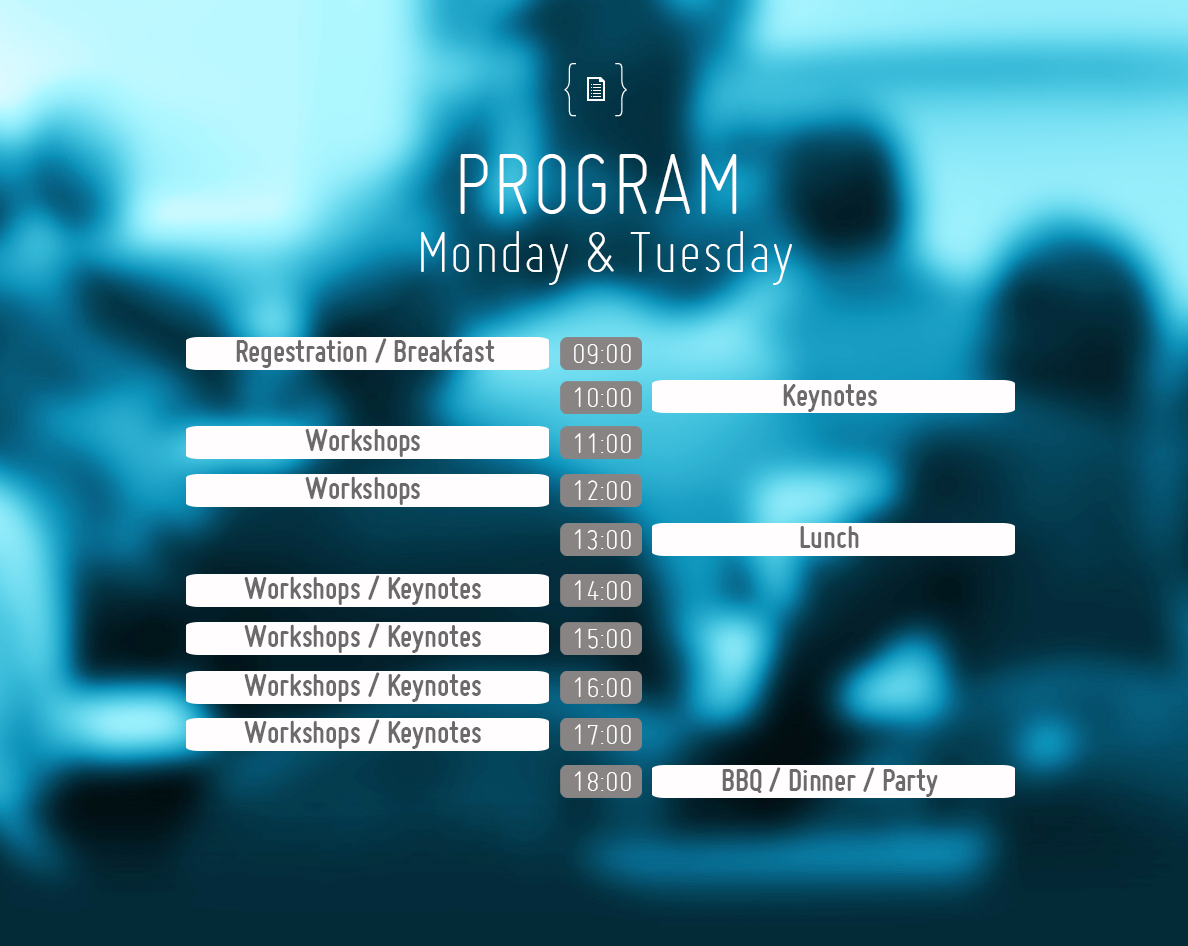 PROGRAM
Monday & Tuesday
Regestration / Breakfast 09:00
10:00 Keynotes
Workshops 11:00
Workshops 12:00
13:00 Lunch
Workshops / Keynotes 14:00
Workshops / Keynotes 15:00
Workshops / Keynotes 16:00
Workshops / Keynotes 17:00
18:00 BBQ / Dinner / Party